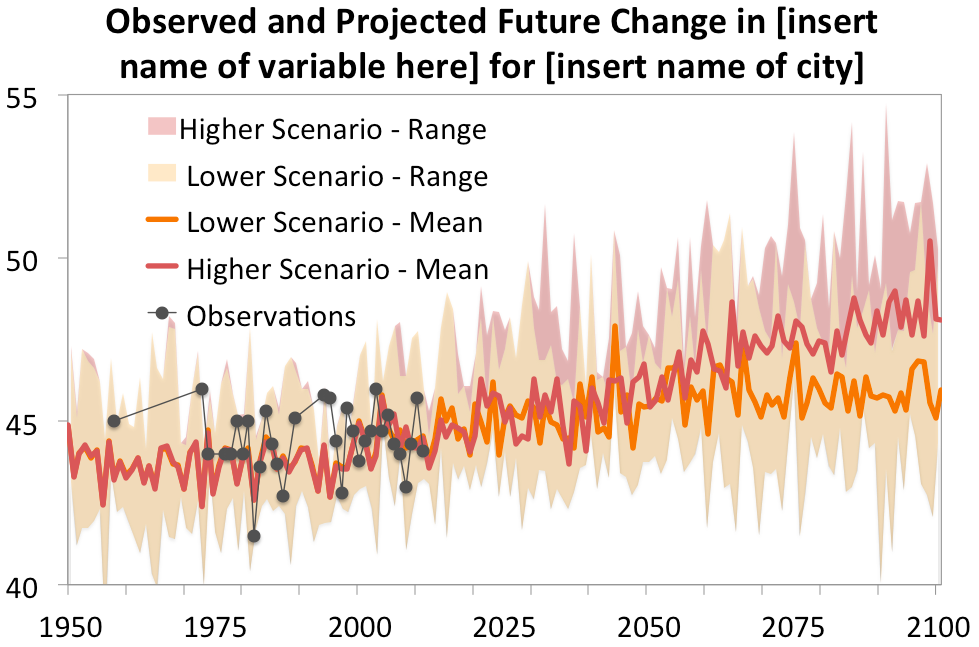 Observed and Projected Future Change in [insert
name of variable here] for [insert name of city]
55
Higher Scenario - Range
Lower Scenario - Range
Lower Scenario - Mean
50
Higher Scenario - Mean
Observations
45
40
1950 1975 2000 2025 2050 2075 2100